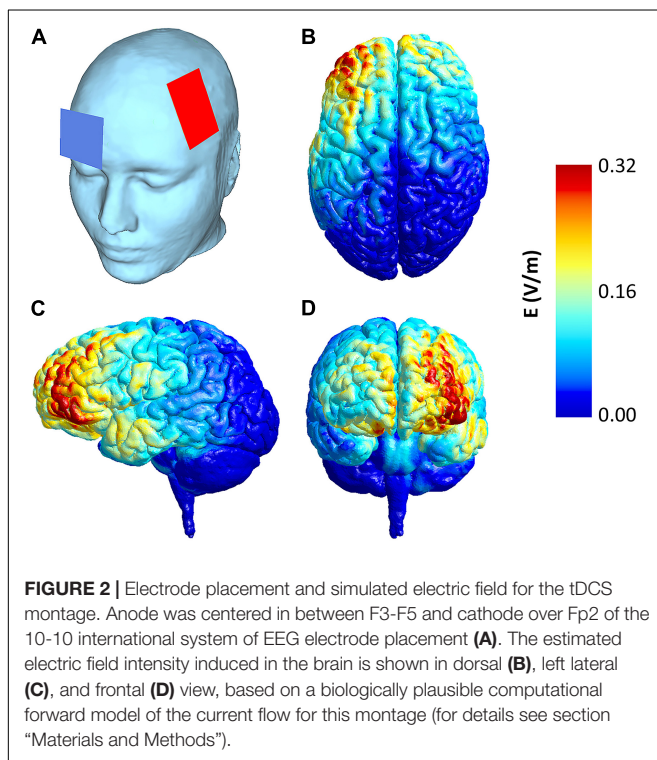 A
B
0.32
E (V/m)
0.16
0.00
C
D
FIGURE 2 | Electrode placement and simulated electric field for the tDCS
montage. Anode was centered in between F3-F5 and cathode over Fp2 of the
10-10 international system of EEG electrode placement (A). The estimated
electric field intensity induced in the brain is shown in dorsal (B), left lateral
(C), and frontal (D) view, based on a biologically plausible computational
forward model of the current flow for this montage (for details see section
“Materials and Methods”).